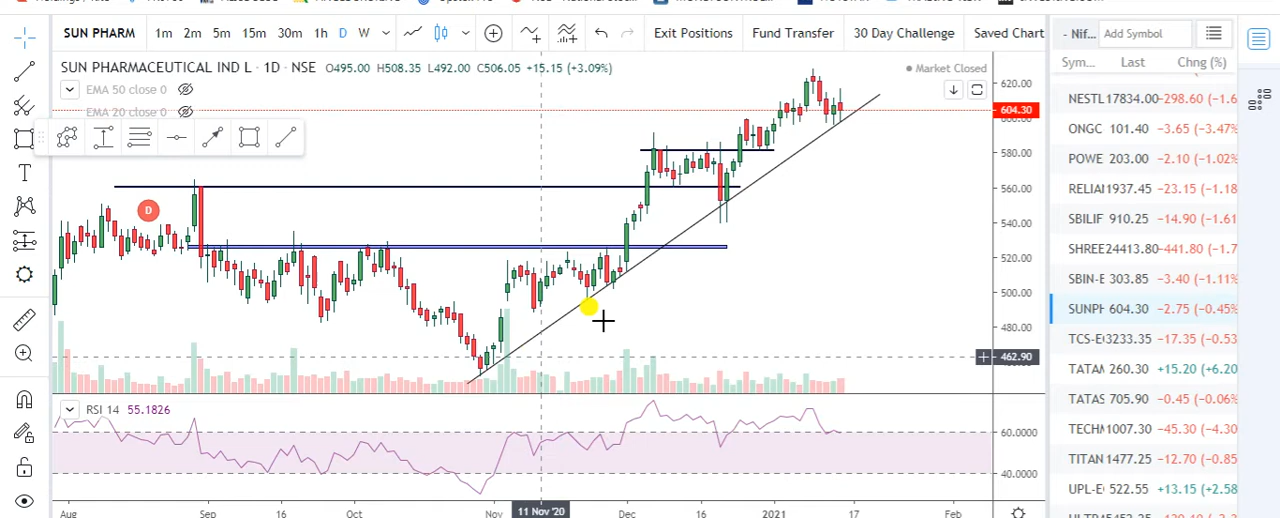 SUN PHARM 1m 2m 5m 15m 30m 1h D W Exit Positions Fund Transfer 30 Day Challenge Saved Chart
- Nif... Add Symbol
SUN PHARMACEUTICAL IND L · 1D · NSE O495.00 H508.35 L492.00 C506.05 +15.15 (+3.09%) Market Closed
Sym... Last Chng (%)
EMA 50 close 0
EMA 20 close 0
620.00
604.30
580.00
560.00
540.00
520.00
500.00
480.00
462.90
D
NESTL 17834.00 -298.60 (-1.6
ONGC 101.40 -3.65 (-3.47%
POWE 203.00 -2.10 (-1.02%
RELIAI 1937.45 -23.15 (-1.18
SBILIF 910.25 -14.90 (-1.61
SHREE 24413.80 -441.80 (-1.7
SBIN-E 303.85 -3.40 (-1.11%
SUNPH 604.30 -2.75 (-0.45%
TCS-E 3233.35 -17.35 (-0.53
TATAM 260.30 +15.20 (+6.20
TATAS 705.90 -0.45 (-0.06%
TECHM 1007.30 -45.30 (-4.30
TITAN 1477.25 -12.70 (-0.85
UPL-E 522.55 +13.15 (+2.58
RSI 14 55.1826
60.0000
40.0000
Aug Sep 16 Oct Nov 11 Nov '20 Dec 16 2021 17 Feb